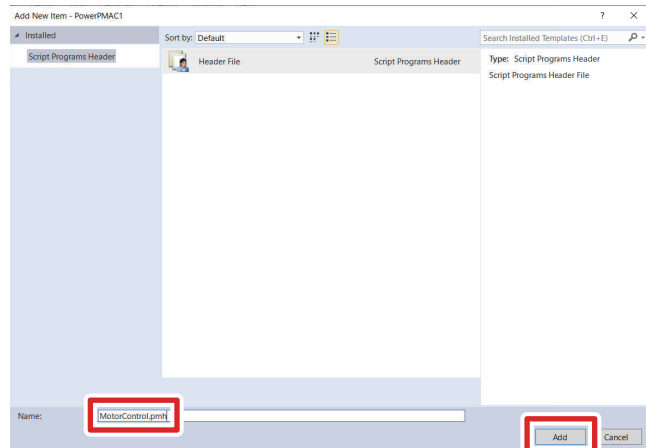 Add New Item - PowerPMAC1
? ×
Installed
Sort by: Default
Search Installed Templates (Ctrl+E)
Script Programs Header
Header File
Script Programs Header
Type: Script Programs Header
Script Programs Header File
Name:
MotorControl.pmh
Add
Cancel